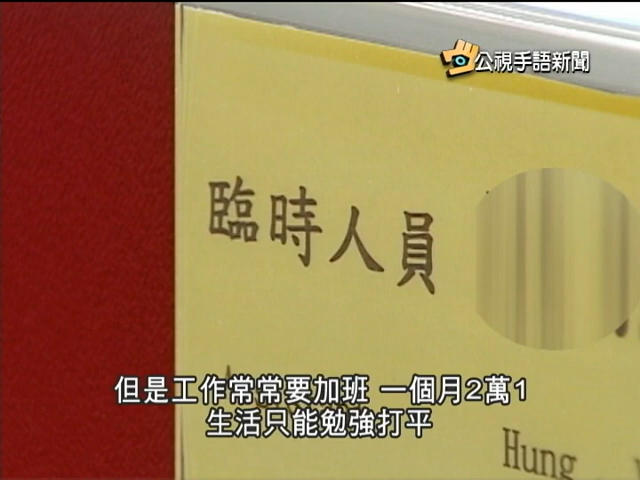 公視手語新聞
臨時人員
但是工作常常要加班 一個月2萬1
生活只能勉強打平
Hung